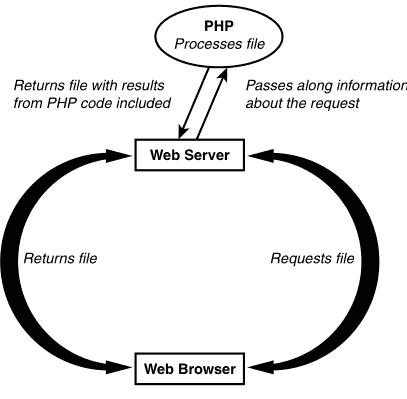 PHP
Processes file
Returns file with results
from PHP code included
Passes along information
about the request
Web Server
Returns file
Requests file
Web Browser